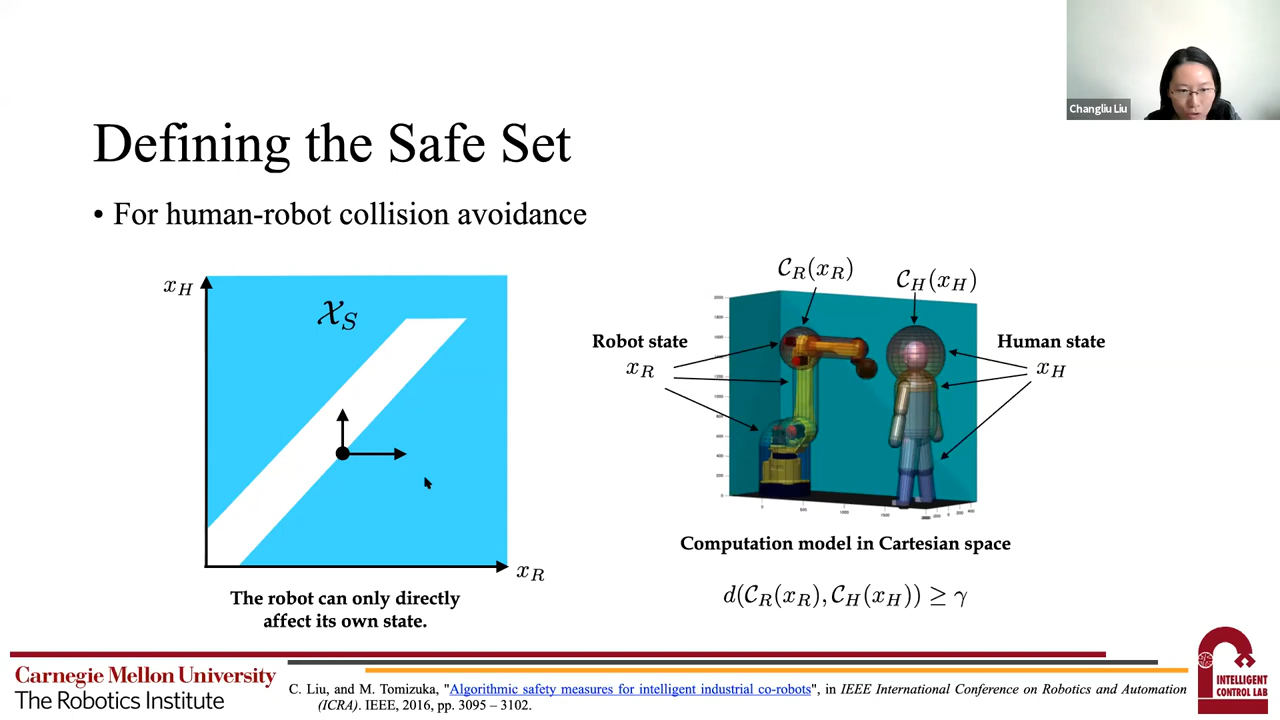 Changliu Liu
Defining the Safe Set
• For human-robot collision avoidance
x_H
𝒳_S
x_R
The robot can only directly
affect its own state.
𝒞_R(x_R)
𝒞_H(x_H)
Robot state
x_R
Human state
x_H
Computation model in Cartesian space
d(𝒞_R(x_R), 𝒞_H(x_H)) ≥ γ
Carnegie Mellon University
The Robotics Institute
C. Liu, and M. Tomizuka, "Algorithmic safety measures for intelligent industrial co-robots", in IEEE International Conference on Robotics and Automation
(ICRA). IEEE, 2016, pp. 3095 – 3102.
INTELLIGENT
CONTROL LAB